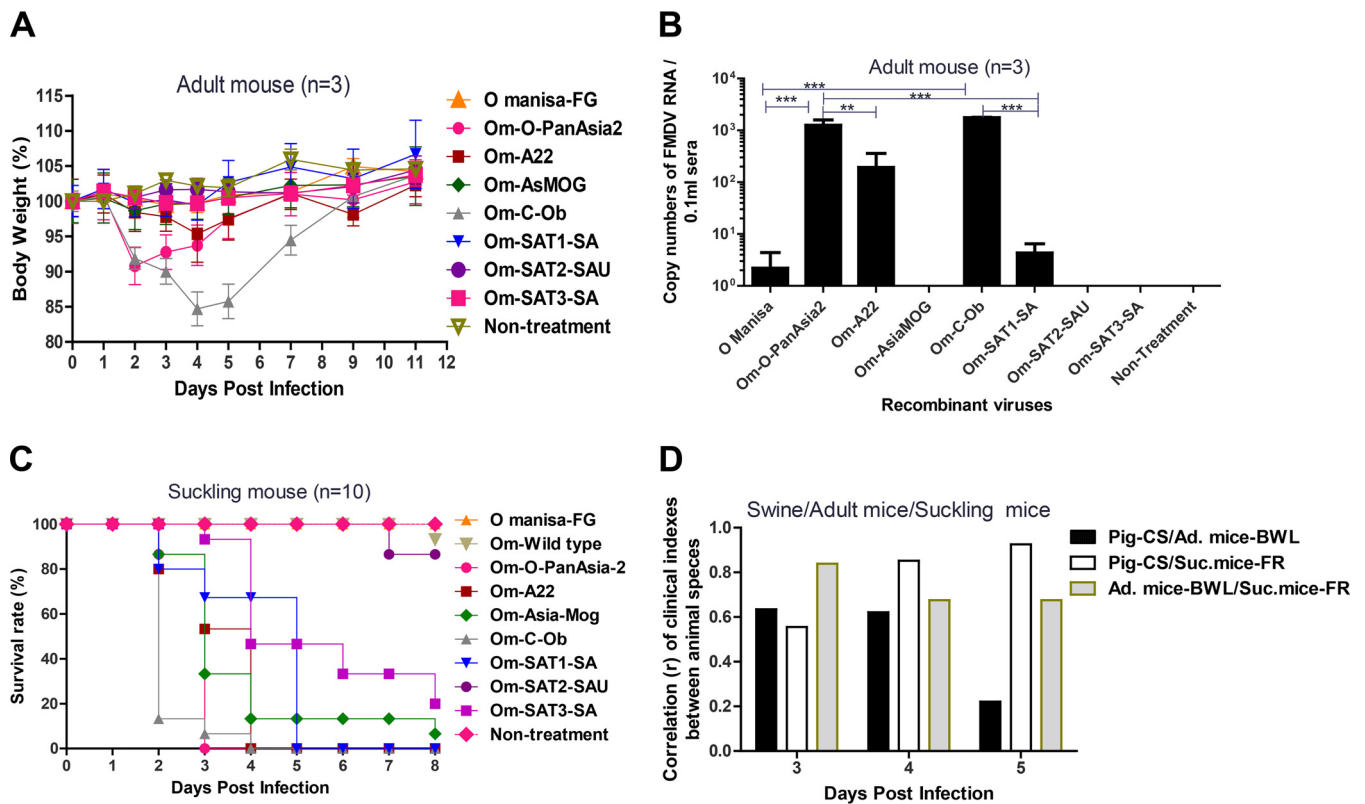 A
Adult mouse (n=3)
Body Weight (%)
115
110
105
100
95
90
85
80
0 1 2 3 4 5 6 7 8 9 10 11 12
Days Post Infection
O manisa-FG
Om-O-PanAsia2
Om-A22
Om-AsMOG
Om-C-Ob
Om-SAT1-SA
Om-SAT2-SAU
Om-SAT3-SA
Non-treatment
B
Adult mouse (n=3)
Copy numbers of FMDV RNA /
0.1ml sera
10⁴
10³
10²
10¹
10⁰
***
***
**
***
***
O Manisa
Om-O-PanAsia2
Om-A22
Om-AsiaMOG
Om-C-Ob
Om-SAT1-SA
Om-SAT2-SAU
Om-SAT3-SA
Non-Treatment
Recombinant viruses
C
Suckling mouse (n=10)
Survival rate (%)
100
80
60
40
20
0
0 1 2 3 4 5 6 7 8
Days Post Infection
O manisa-FG
Om-Wild type
Om-O-PanAsia-2
Om-A22
Om-Asia-Mog
Om-C-Ob
Om-SAT1-SA
Om-SAT2-SAU
Om-SAT3-SA
Non-treatment
D
Swine/Adult mice/Suckling mice
Correlation (r) of clinical indexes
between animal speces
1.0
0.8
0.6
0.4
0.2
0.0
3 4 5
Days Post Infection
Pig-CS/Ad. mice-BWL
Pig-CS/Suc.mice-FR
Ad. mice-BWL/Suc.mice-FR